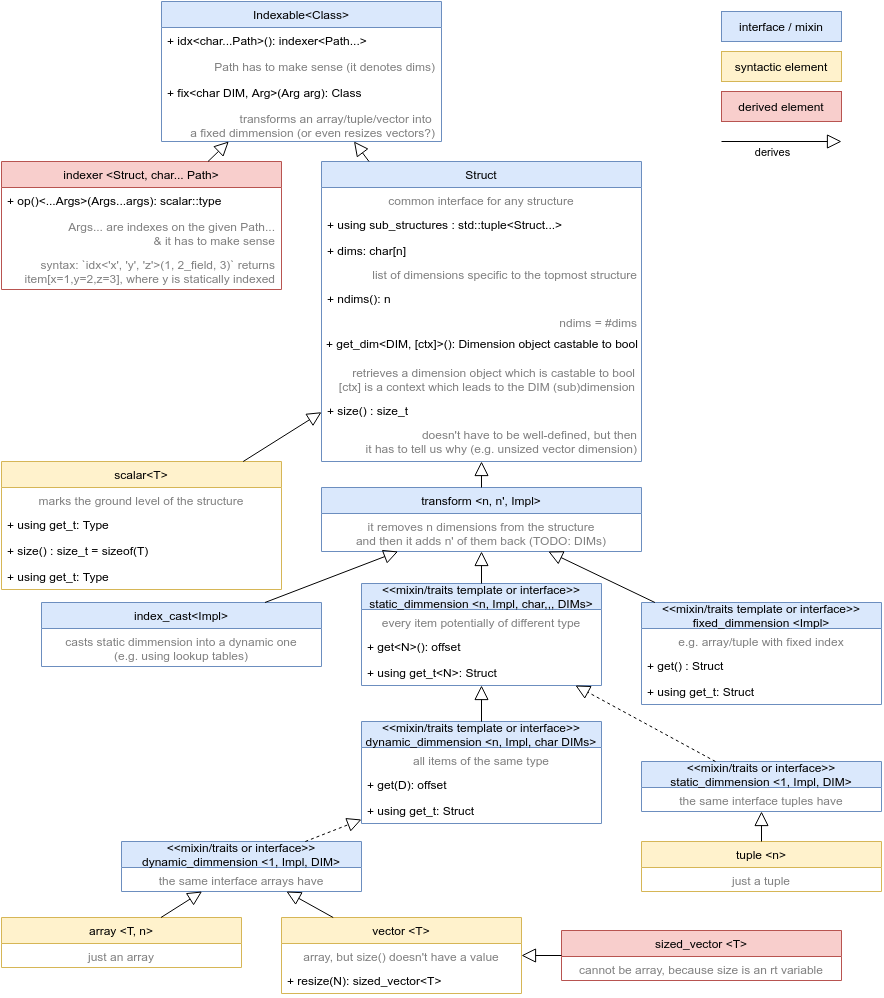 Indexable<Class>
+ idx<char...Path>(): indexer<Path...>
Path has to make sense (it denotes dims)
+ fix<char DIM, Arg>(Arg arg): Class
transforms an array/tuple/vector into
a fixed dimmension (or even resizes vectors?)
interface / mixin
syntactic element
derived element
derives
indexer <Struct, char... Path>
+ op()<...Args>(Args...args): scalar::type
Args... are indexes on the given Path...
& it has to make sense
syntax: `idx<'x', 'y', 'z'>(1, 2_field, 3)` returns
item[x=1,y=2,z=3], where y is statically indexed
Struct
common interface for any structure
+ using sub_structures : std::tuple<Struct...>
+ dims: char[n]
list of dimensions specific to the topmost structure
+ ndims(): n
ndims = #dims
+ get_dim<DIM, [ctx]>(): Dimension object castable to bool
retrieves a dimension object which is castable to bool
[ctx] is a context which leads to the DIM (sub)dimension
+ size() : size_t
doesn't have to be well-defined, but then
it has to tell us why (e.g. unsized vector dimension)
scalar<T>
marks the ground level of the structure
+ using get_t: Type
+ size() : size_t = sizeof(T)
+ using get_t: Type
transform <n, n', Impl>
it removes n dimensions from the structure
and then it adds n' of them back (TODO: DIMs)
index_cast<Impl>
casts static dimmension into a dynamic one
(e.g. using lookup tables)
<<mixin/traits template or interface>>
static_dimmension <n, Impl, char,,, DIMs>
every item potentially of different type
+ get<N>(): offset
+ using get_t<N>: Struct
<<mixin/traits template or interface>>
fixed_dimmension <Impl>
e.g. array/tuple with fixed index
+ get() : Struct
+ using get_t: Struct
<<mixin/traits template or interface>>
dynamic_dimmension <n, Impl, char DIMs>
all items of the same type
+ get(D): offset
+ using get_t: Struct
<<mixin/traits or interface>>
static_dimmension <1, Impl, DIM>
the same interface tuples have
<<mixin/traits or interface>>
dynamic_dimmension <1, Impl, DIM>
the same interface arrays have
tuple <n>
just a tuple
array <T, n>
just an array
vector <T>
array, but size() doesn't have a value
+ resize(N): sized_vector<T>
sized_vector <T>
cannot be array, because size is an rt variable